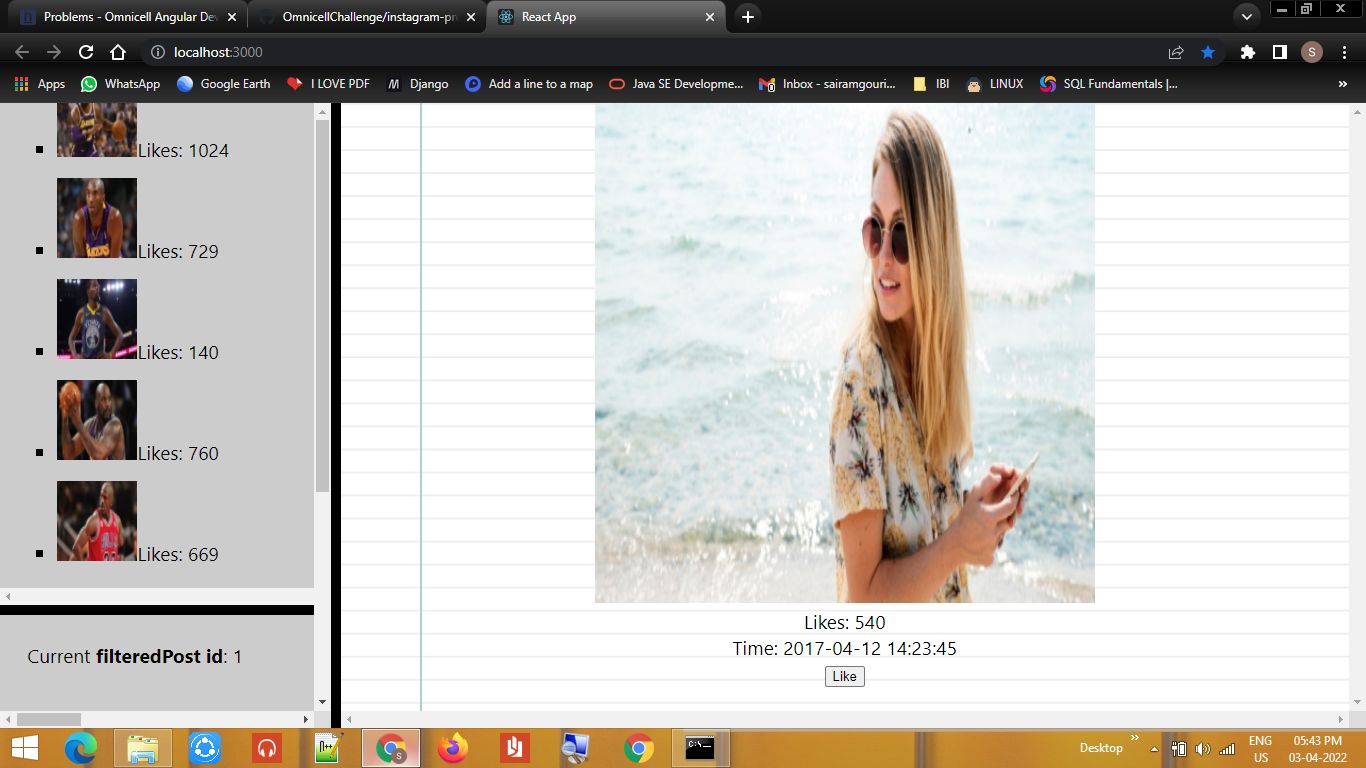 Problems - Omnicell Angular Dev
OmnicellChallenge/instagram-pr
React App
localhost:3000
S
Apps
WhatsApp
Google Earth
I LOVE PDF
Django
Add a line to a map
Java SE Developme...
Inbox - sairamgoun...
IBI
LINUX
SQL Fundamentals |...
»
Likes: 1024
Likes: 729
Likes: 140
Likes: 760
Likes: 669
Current filteredPost id: 1
Likes: 540
Time: 2017-04-12 14:23:45
Like
Desktop
ENG
US
05:43 PM
03-04-2022